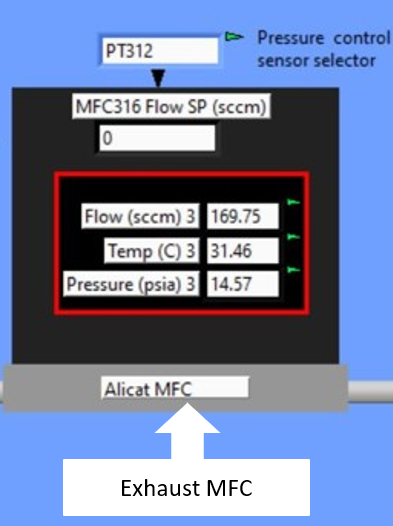 PT312
Pressure control
sensor selector
MFC316 Flow SP (sccm)
0
Flow (sccm) 3 169.75
Temp (C) 3 31.46
Pressure (psia) 3 14.57
Alicat MFC
Exhaust MFC